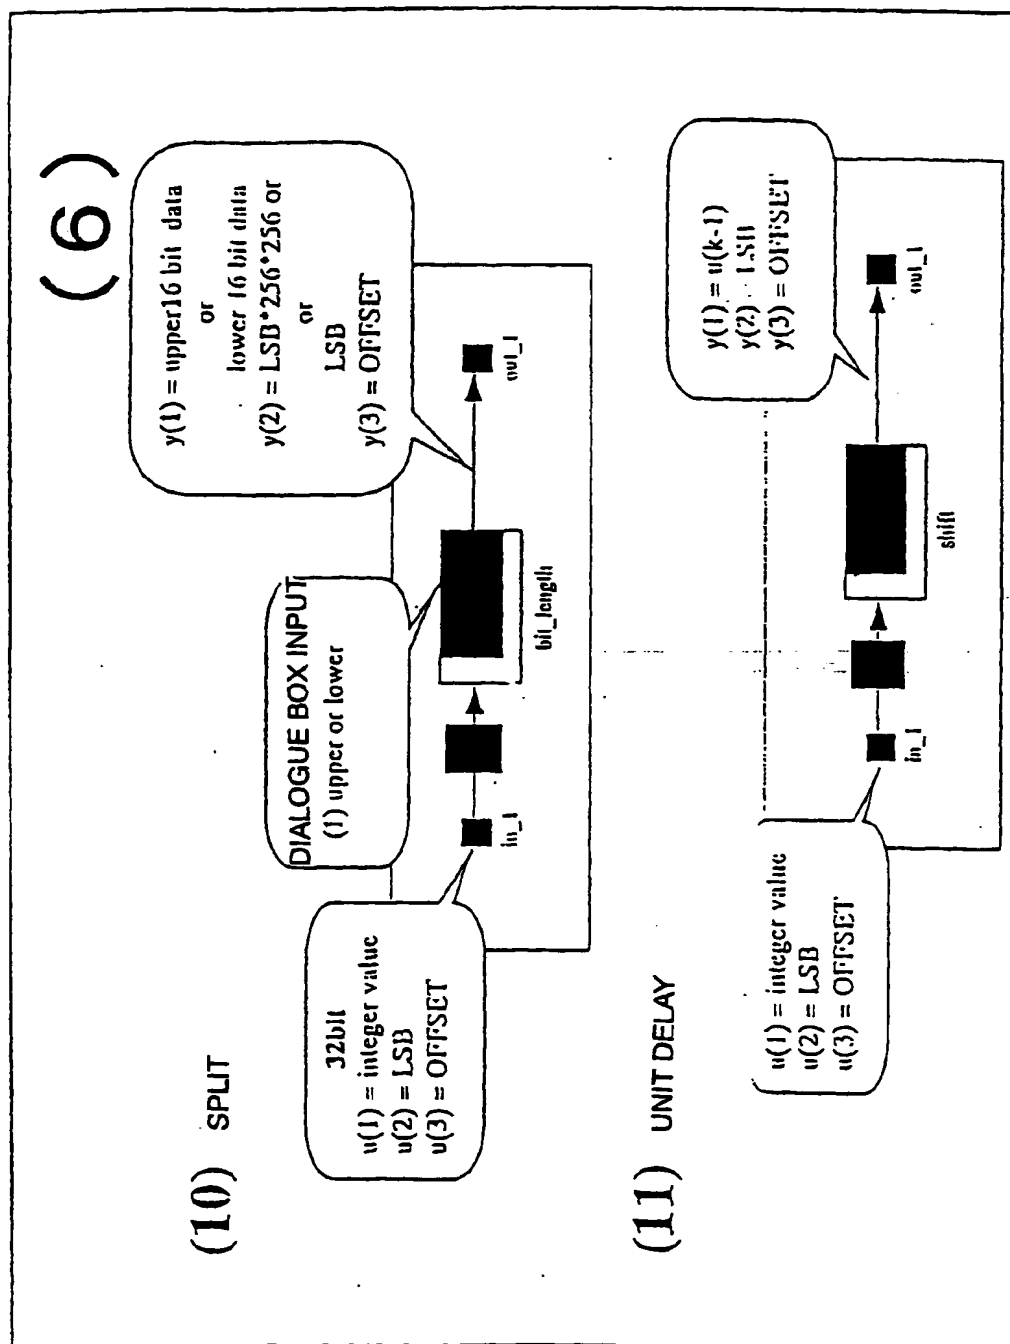 (6)
(10) SPLIT
32bit
u(1) = integer value
u(2) = LSB
u(3) = OFFSET
DIALOGUE BOX INPUT
(1) upper or lower
y(1) = upper16 bit data
or
lower 16 bit data
y(2) = LSB*256*256 or
or
LSB
y(3) = OFFSET
in_1
bit_length
out_1
(11) UNIT DELAY
u(1) = integer value
u(2) = LSB
u(3) = OFFSET
y(1) = u(k-1)
y(2) = LSB
y(3) = OFFSET
in_1
shift
out_1